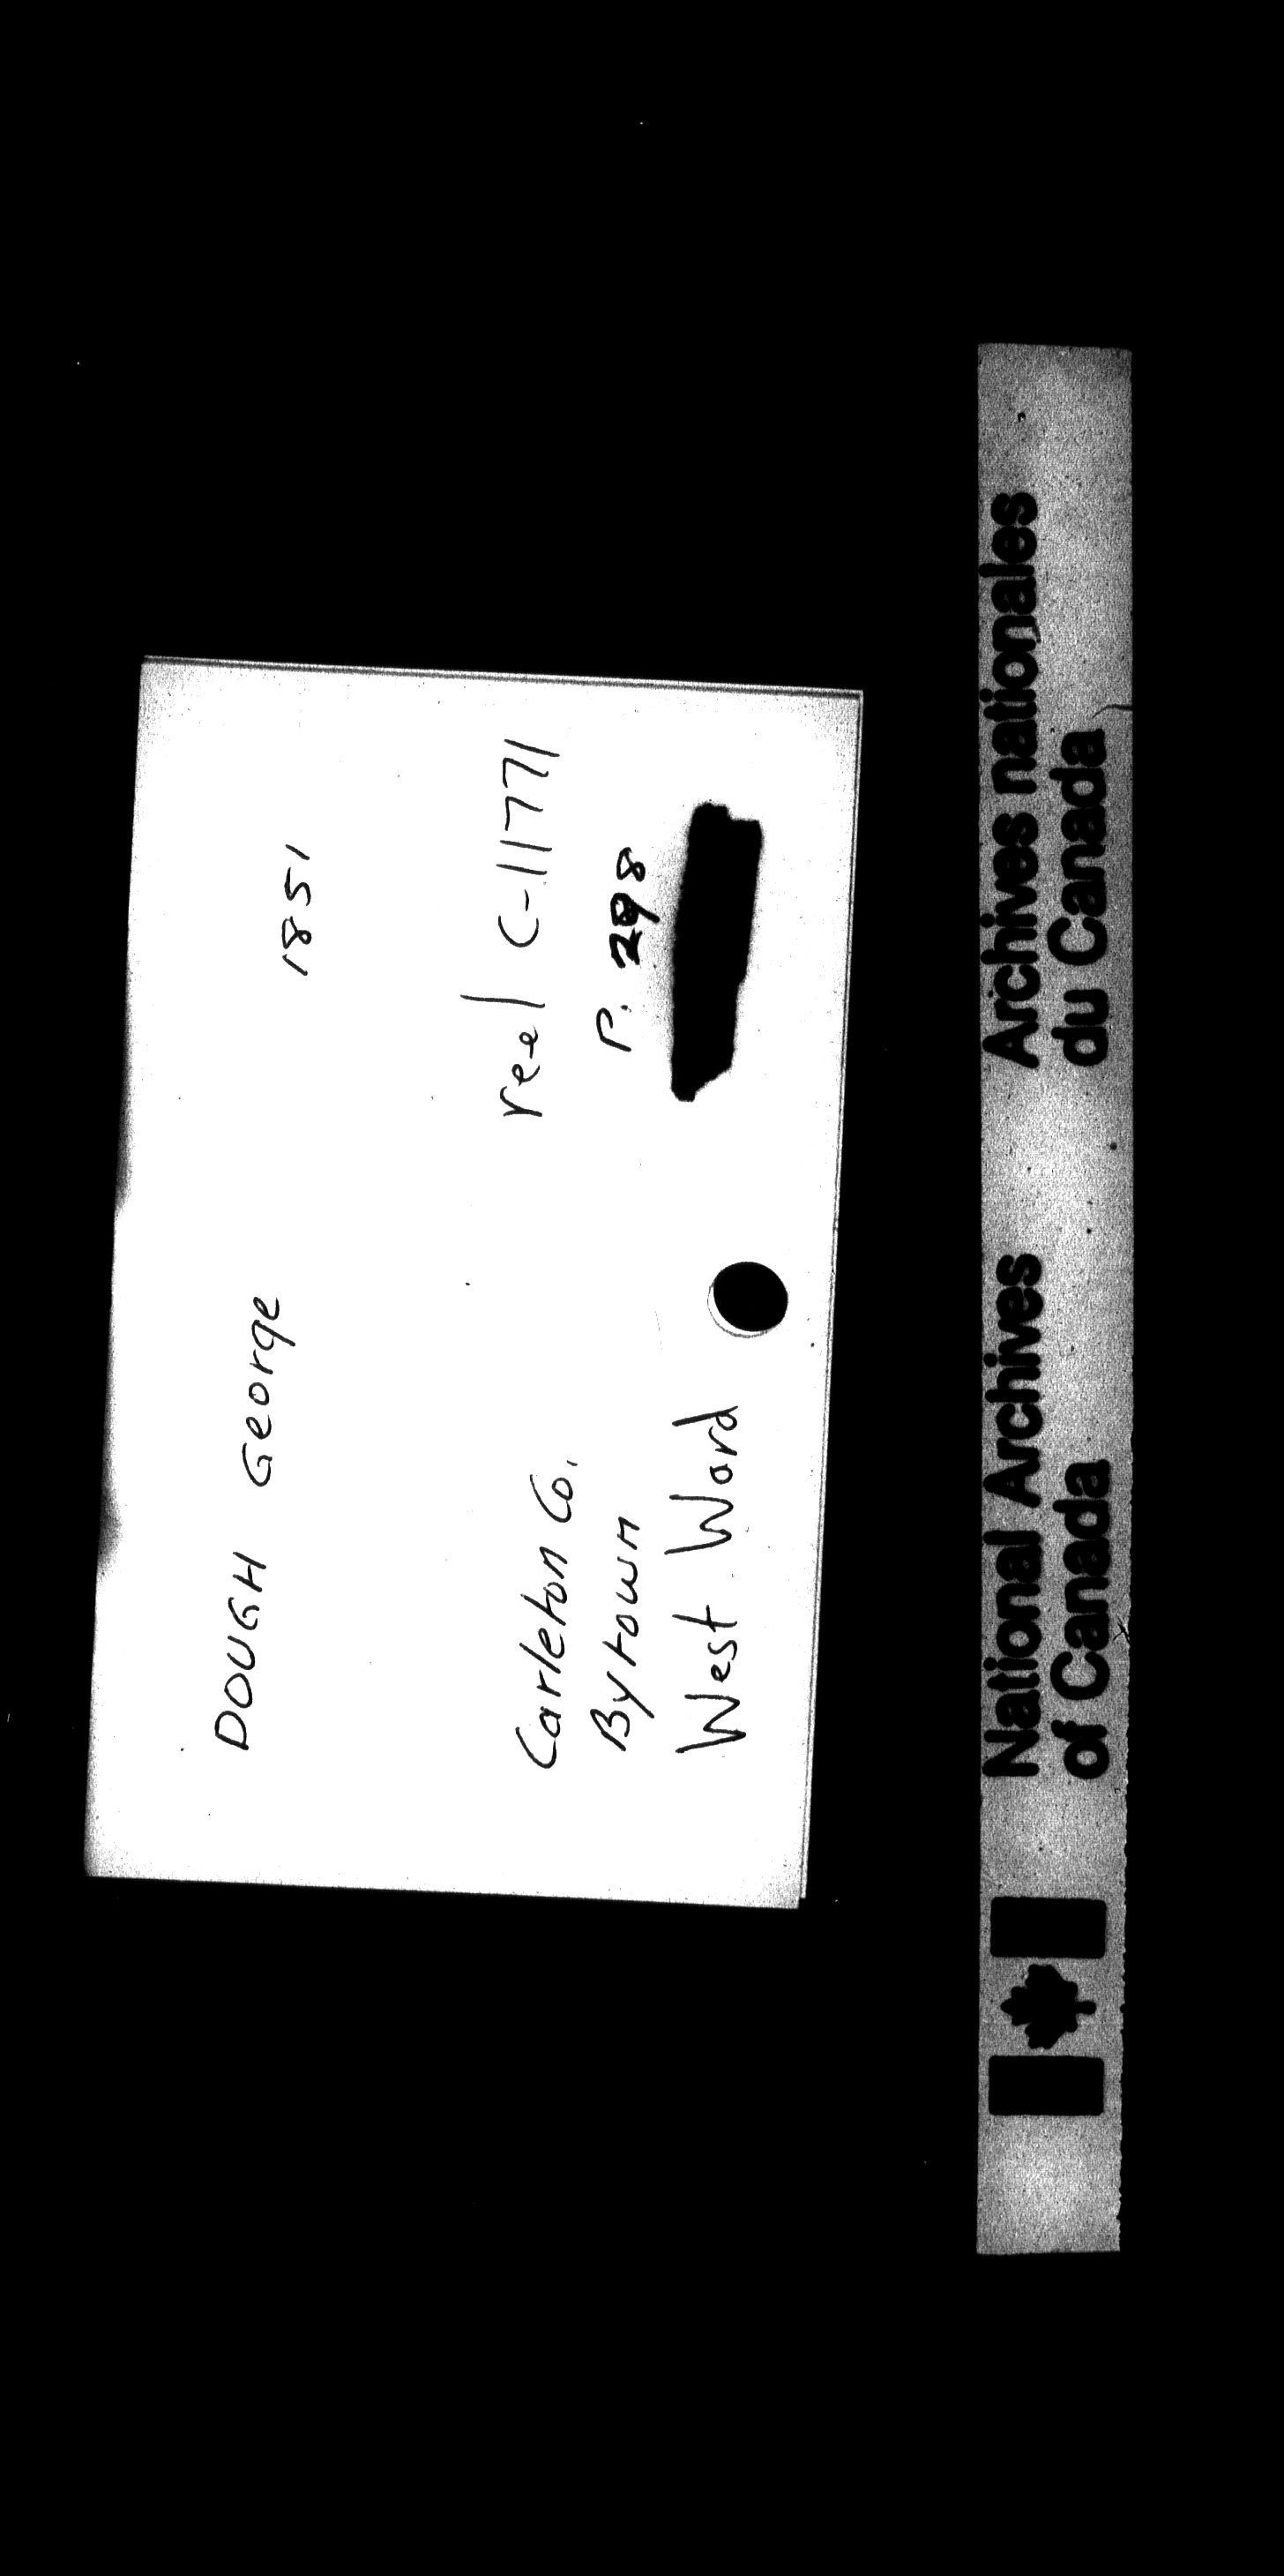 DOUGH George
1851
Carleton Co.
reel C-11771
Bytown
P. 298
West Ward
National Archives
of Canada
Archives nationales
du Canada